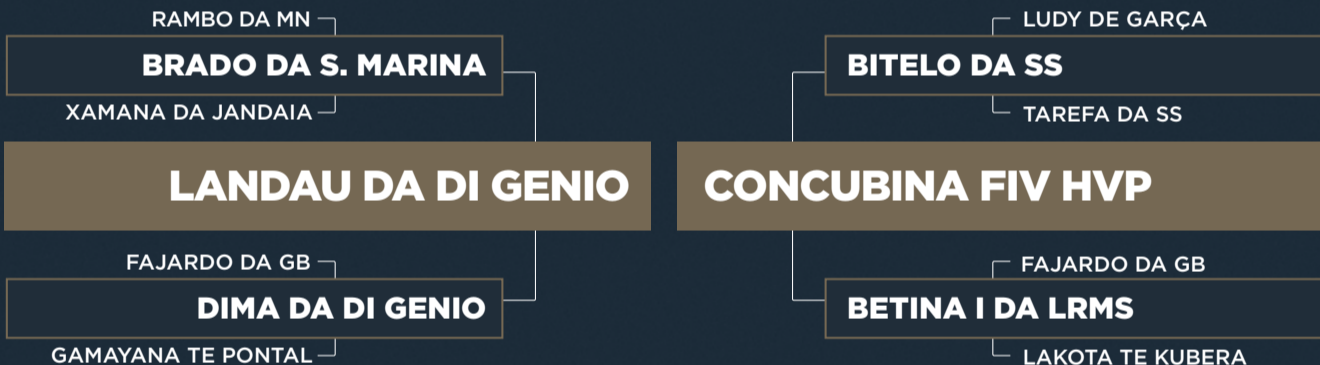 RAMBO DA MN
BRADO DA S. MARINA
XAMANA DA JANDAIA
LANDAU DA DI GENIO
FAJARDO DA GB
DIMA DA DI GENIO
GAMAYANA TE PONTAL
LUDY DE GARÇA
BITELO DA SS
TAREFA DA SS
CONCUBINA FIV HVP
FAJARDO DA GB
BETINA I DA LRMS
LAKOTA TE KUBERA